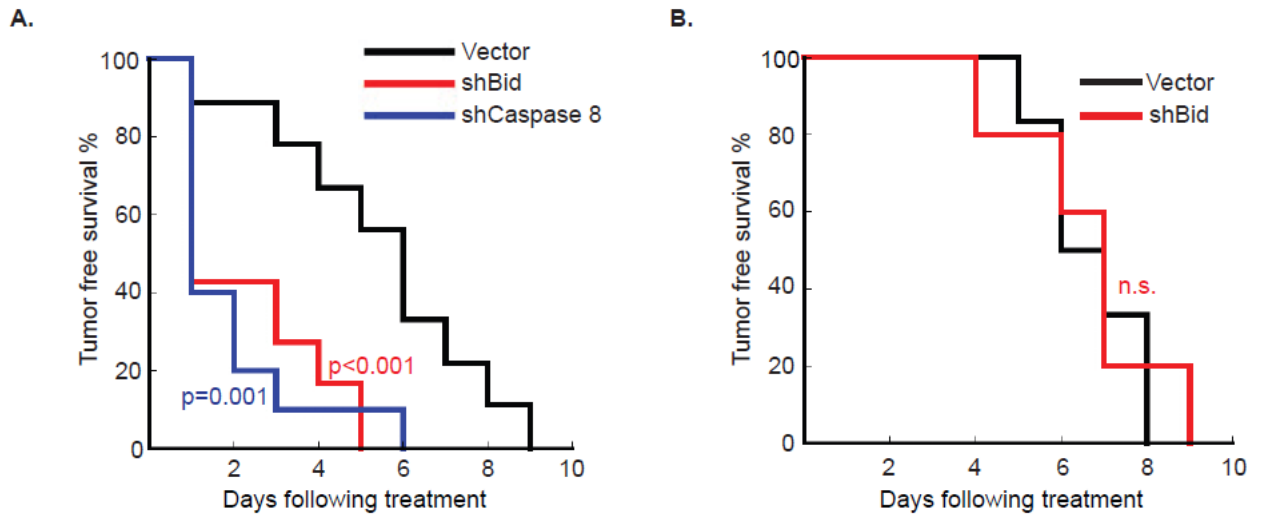 A.
Vector
shBid
shCaspase 8
100
80
60
40
20
0
Tumor free survival %
p<0.001
p=0.001
2 4 6 8 10
Days following treatment
B.
Vector
shBid
100
80
60
40
20
0
Tumor free survival %
n.s.
2 4 6 8 10
Days following treatment